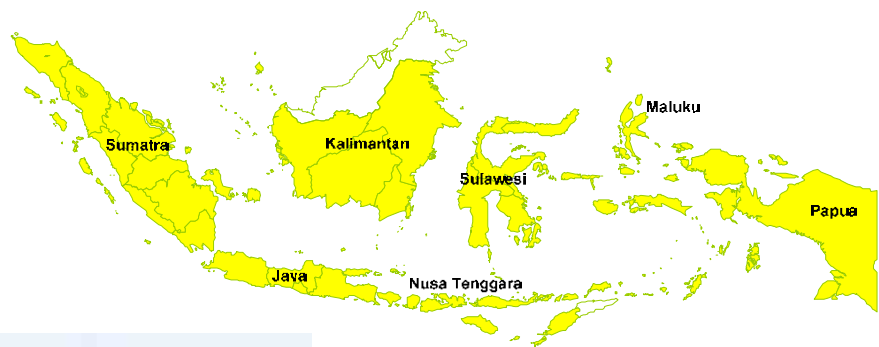 Maluku
Sumatra
Kalimantan
Sulawesi
Papua
Java
Nusa Tenggara